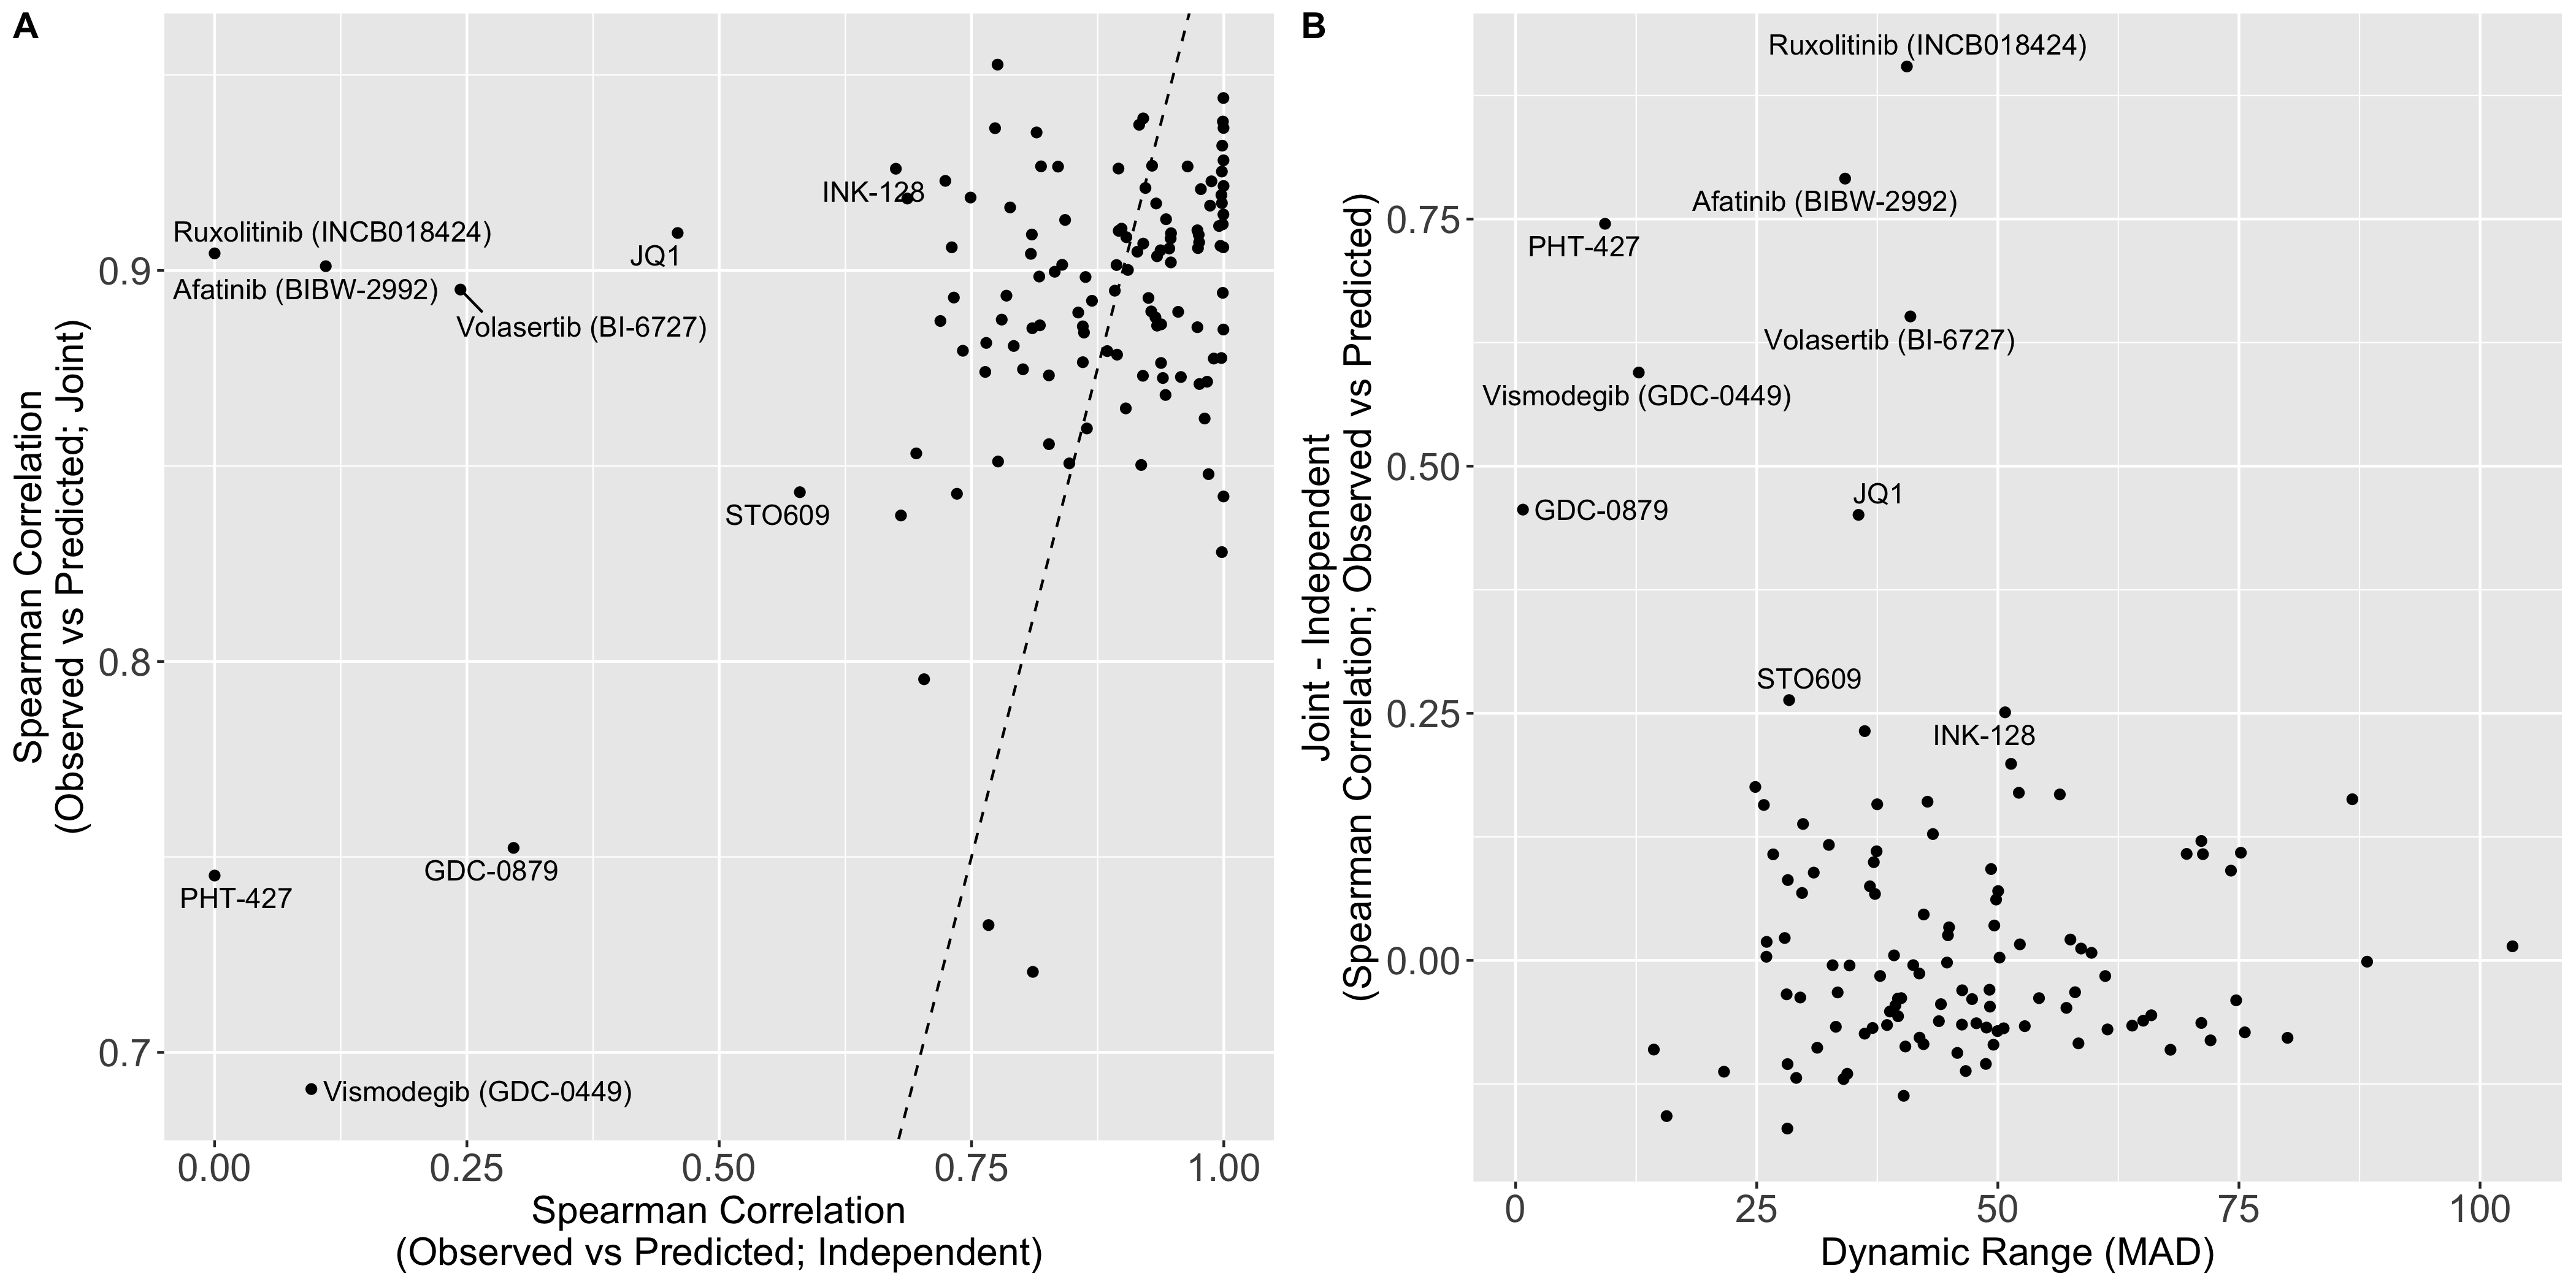 A
Spearman Correlation
(Observed vs Predicted; Joint)
0.9
0.8
0.7
INK-128
Ruxolitinib (INCB018424)
JQ1
Afatinib (BIBW-2992)
Volasertib (BI-6727)
STO609
GDC-0879
PHT-427
Vismodegib (GDC-0449)
0.00
0.25
0.50
0.75
1.00
Spearman Correlation
(Observed vs Predicted; Independent)
B
Joint - Independent
(Spearman Correlation; Observed vs Predicted)
0.75
0.50
0.25
0.00
Ruxolitinib (INCB018424)
Afatinib (BIBW-2992)
PHT-427
Volasertib (BI-6727)
Vismodegib (GDC-0449)
JQ1
GDC-0879
STO609
INK-128
0
25
50
75
100
Dynamic Range (MAD)